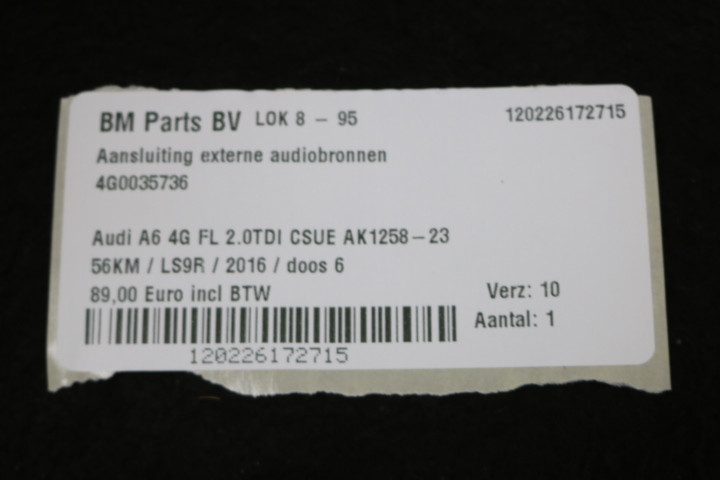 BM Parts BV LOK 8 - 95 120226172715
Aansluiting externe audiobronnen
4G0035736
Audi A6 4G FL 2.0TDI CSUE AK1258-23
56KM / LS9R / 2016 / doos 6
89,00 Euro incl BTW Verz: 10
Aantal: 1
120226172715